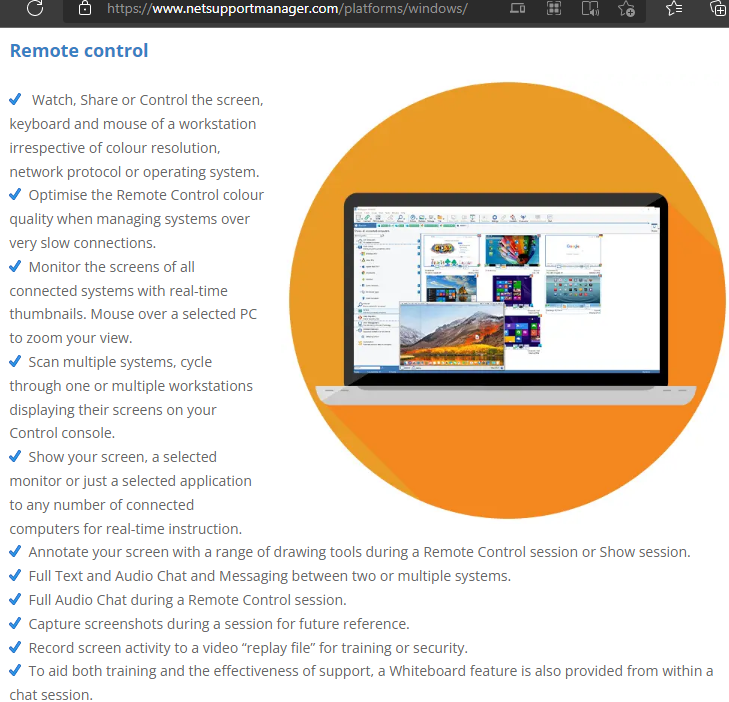 https://www.netsupportmanager.com/platforms/windows/
Remote control
Watch, Share or Control the screen,
keyboard and mouse of a workstation
irrespective of colour resolution,
network protocol or operating system.
Optimise the Remote Control colour
quality when managing systems over
very slow connections.
Monitor the screens of all
connected systems with real-time
thumbnails. Mouse over a selected PC
to zoom your view.
Scan multiple systems, cycle
through one or multiple workstations
displaying their screens on your
Control console.
Show your screen, a selected
monitor or just a selected application
to any number of connected
computers for real-time instruction.
Annotate your screen with a range of drawing tools during a Remote Control session or Show session.
Full Text and Audio Chat and Messaging between two or multiple systems.
Full Audio Chat during a Remote Control session.
Capture screenshots during a session for future reference.
Record screen activity to a video “replay file” for training or security.
To aid both training and the effectiveness of support, a Whiteboard feature is also provided from within a
chat session.
Google